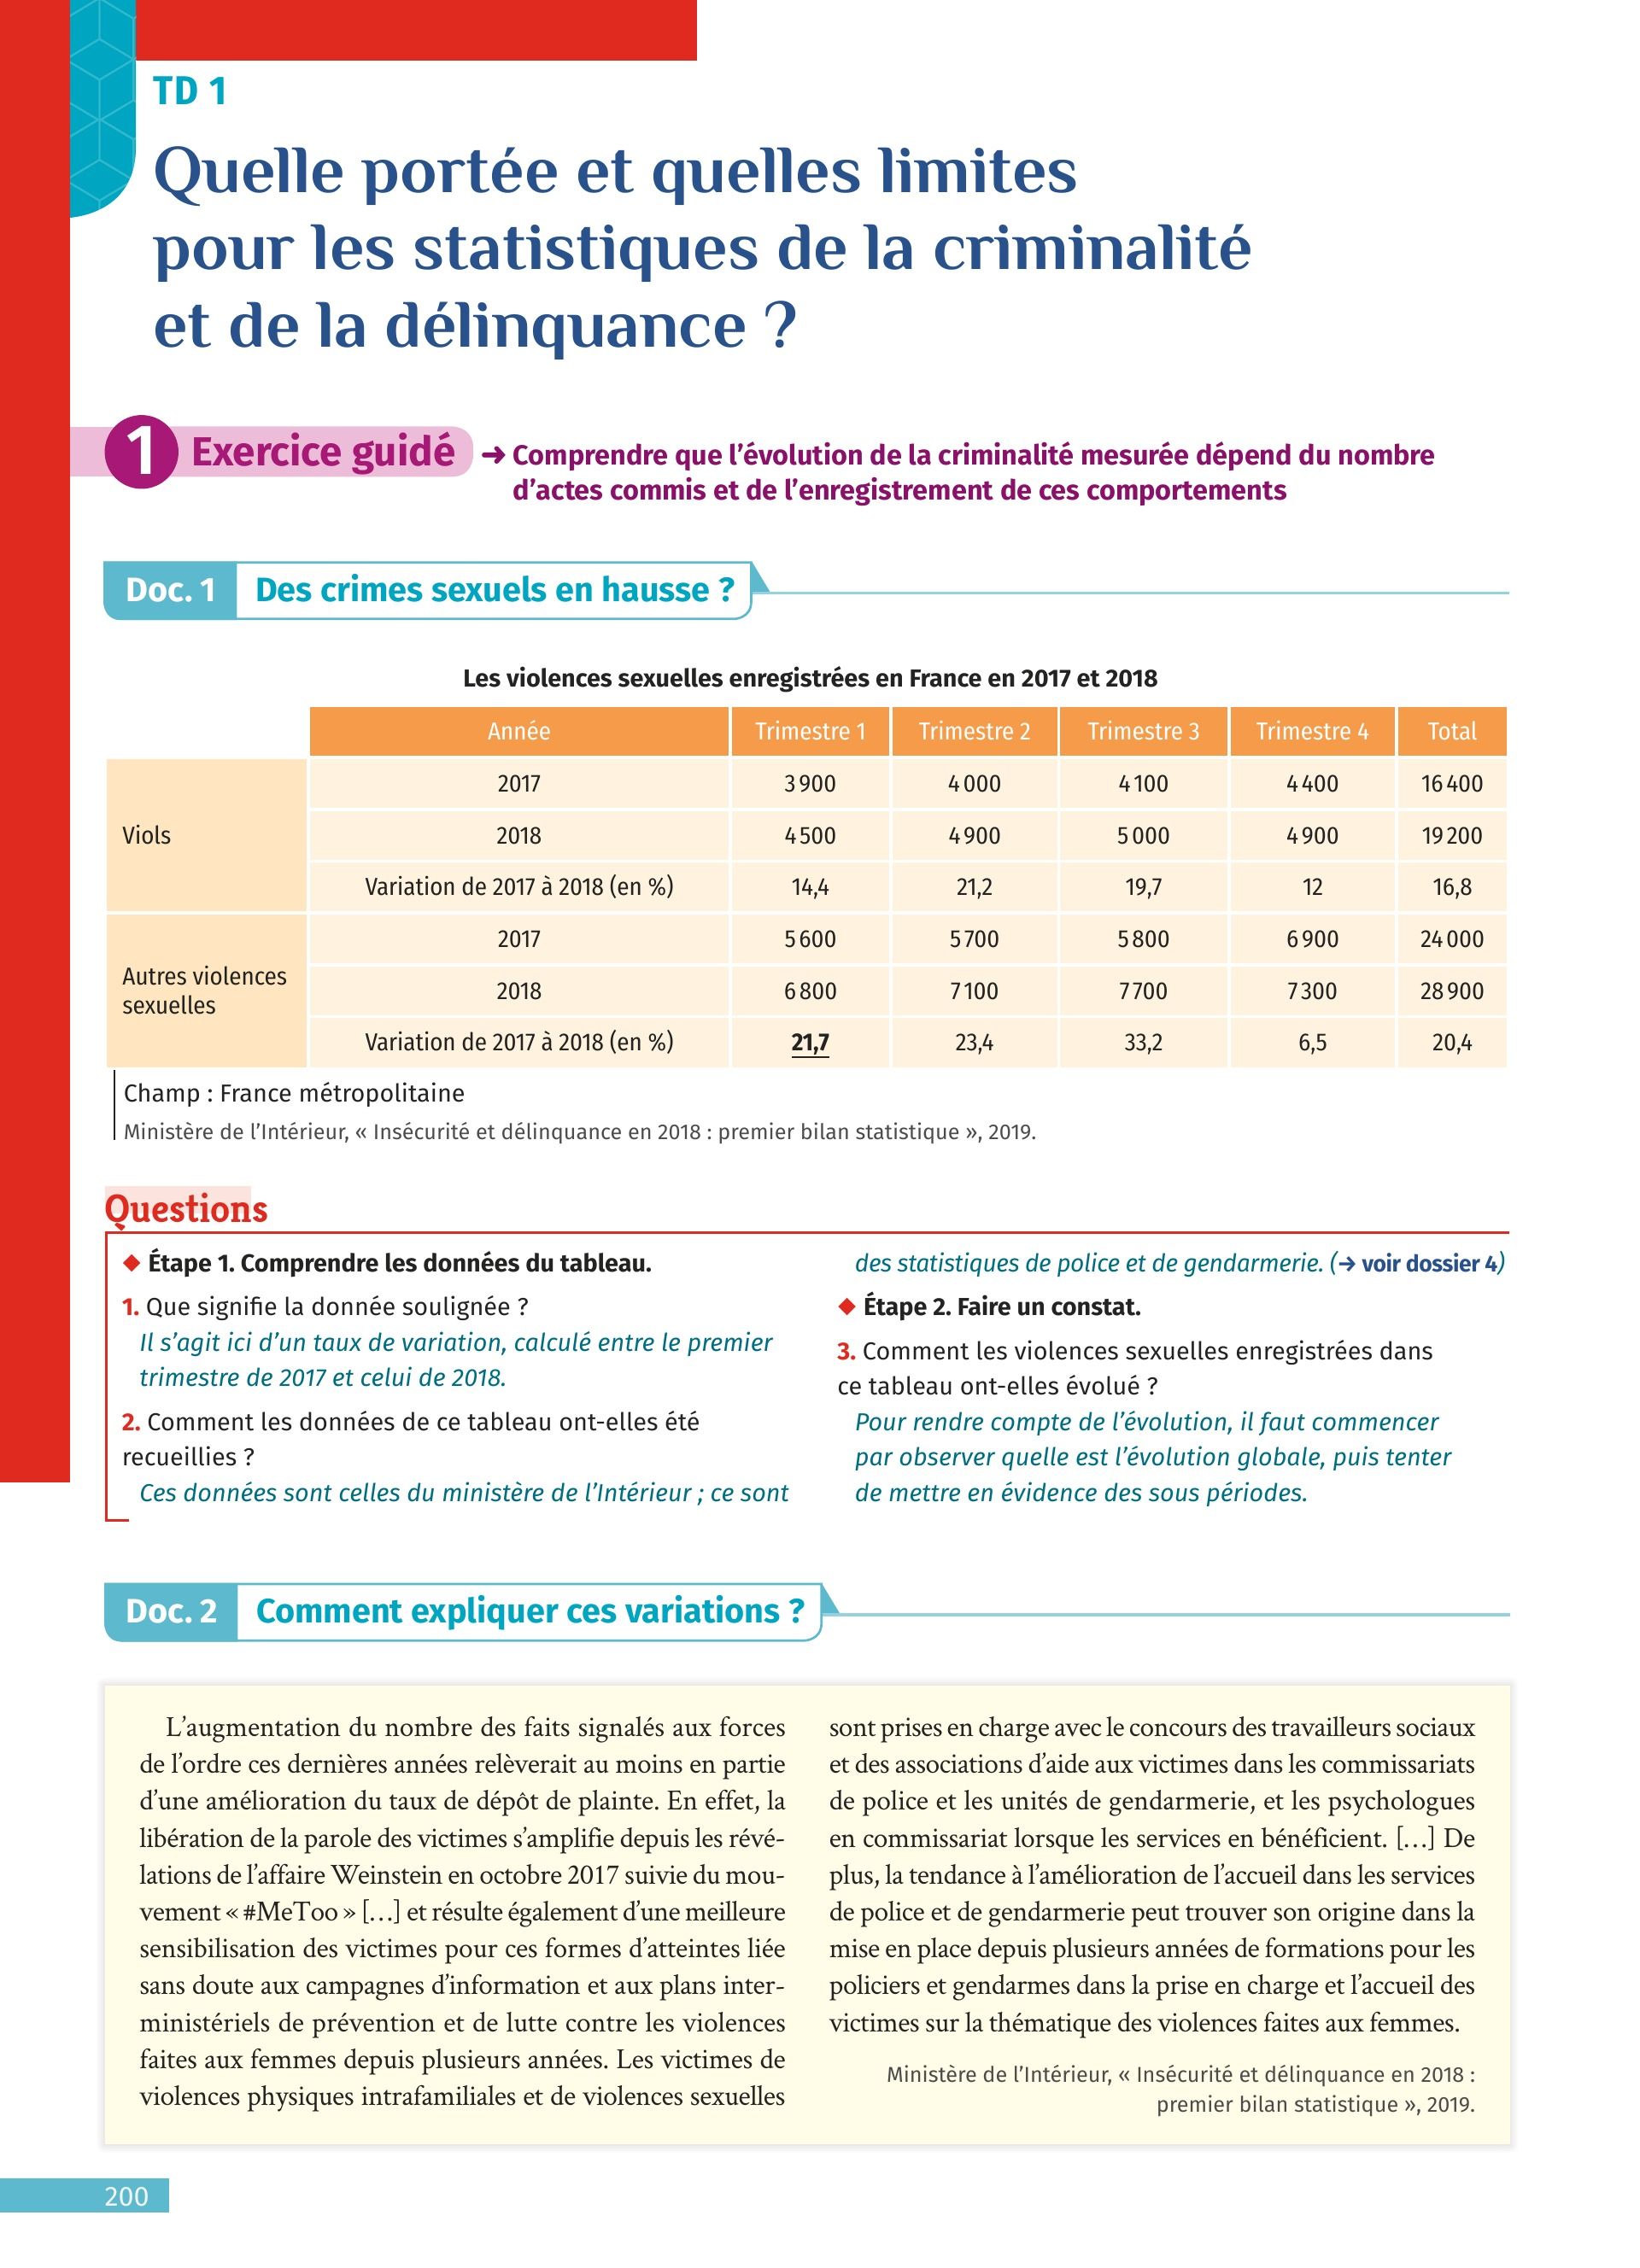 TD 1
Quelle portée et quelles limites
pour les statistiques de la criminalité
et de la délinquance ?
1 Exercice guidé → Comprendre que l’évolution de la criminalité mesurée dépend du nombre
d’actes commis et de l’enregistrement de ces comportements
Doc. 1 Des crimes sexuels en hausse ?
Les violences sexuelles enregistrées en France en 2017 et 2018
Année Trimestre 1 Trimestre 2 Trimestre 3 Trimestre 4 Total
Viols
2017 3 900 4 000 4 100 4 400 16 400
2018 4 500 4 900 5 000 4 900 19 200
Variation de 2017 à 2018 (en %) 14,4 21,2 19,7 12 16,8
Autres violences
sexuelles
2017 5 600 5 700 5 800 6 900 24 000
2018 6 800 7 100 7 700 7 300 28 900
Variation de 2017 à 2018 (en %) 21,7 23,4 33,2 6,5 20,4
Champ : France métropolitaine
Ministère de l’Intérieur, « Insécurité et délinquance en 2018 : premier bilan statistique », 2019.
Questions
◆ Étape 1. Comprendre les données du tableau.
1. Que signifie la donnée soulignée ?
Il s’agit ici d’un taux de variation, calculé entre le premier
trimestre de 2017 et celui de 2018.
2. Comment les données de ce tableau ont-elles été
recueillies ?
Ces données sont celles du ministère de l’Intérieur ; ce sont
des statistiques de police et de gendarmerie. (→ voir dossier 4)
◆ Étape 2. Faire un constat.
3. Comment les violences sexuelles enregistrées dans
ce tableau ont-elles évolué ?
Pour rendre compte de l’évolution, il faut commencer
par observer quelle est l’évolution globale, puis tenter
de mettre en évidence des sous périodes.
Doc. 2 Comment expliquer ces variations ?
L’augmentation du nombre des faits signalés aux forces
de l’ordre ces dernières années relèverait au moins en partie
d’une amélioration du taux de dépôt de plainte. En effet, la
libération de la parole des victimes s’amplifie depuis les révé-
lations de l’affaire Weinstein en octobre 2017 suivie du mou-
vement « #MeToo » […] et résulte également d’une meilleure
sensibilisation des victimes pour ces formes d’atteintes liée
sans doute aux campagnes d’information et aux plans inter-
ministériels de prévention et de lutte contre les violences
faites aux femmes depuis plusieurs années. Les victimes de
violences physiques intrafamiliales et de violences sexuelles
sont prises en charge avec le concours des travailleurs sociaux
et des associations d’aide aux victimes dans les commissariats
de police et les unités de gendarmerie, et les psychologues
en commissariat lorsque les services en bénéficient. […] De
plus, la tendance à l’amélioration de l’accueil dans les services
de police et de gendarmerie peut trouver son origine dans la
mise en place depuis plusieurs années de formations pour les
policiers et gendarmes dans la prise en charge et l’accueil des
victimes sur la thématique des violences faites aux femmes.
Ministère de l’Intérieur, « Insécurité et délinquance en 2018 :
premier bilan statistique », 2019.
200